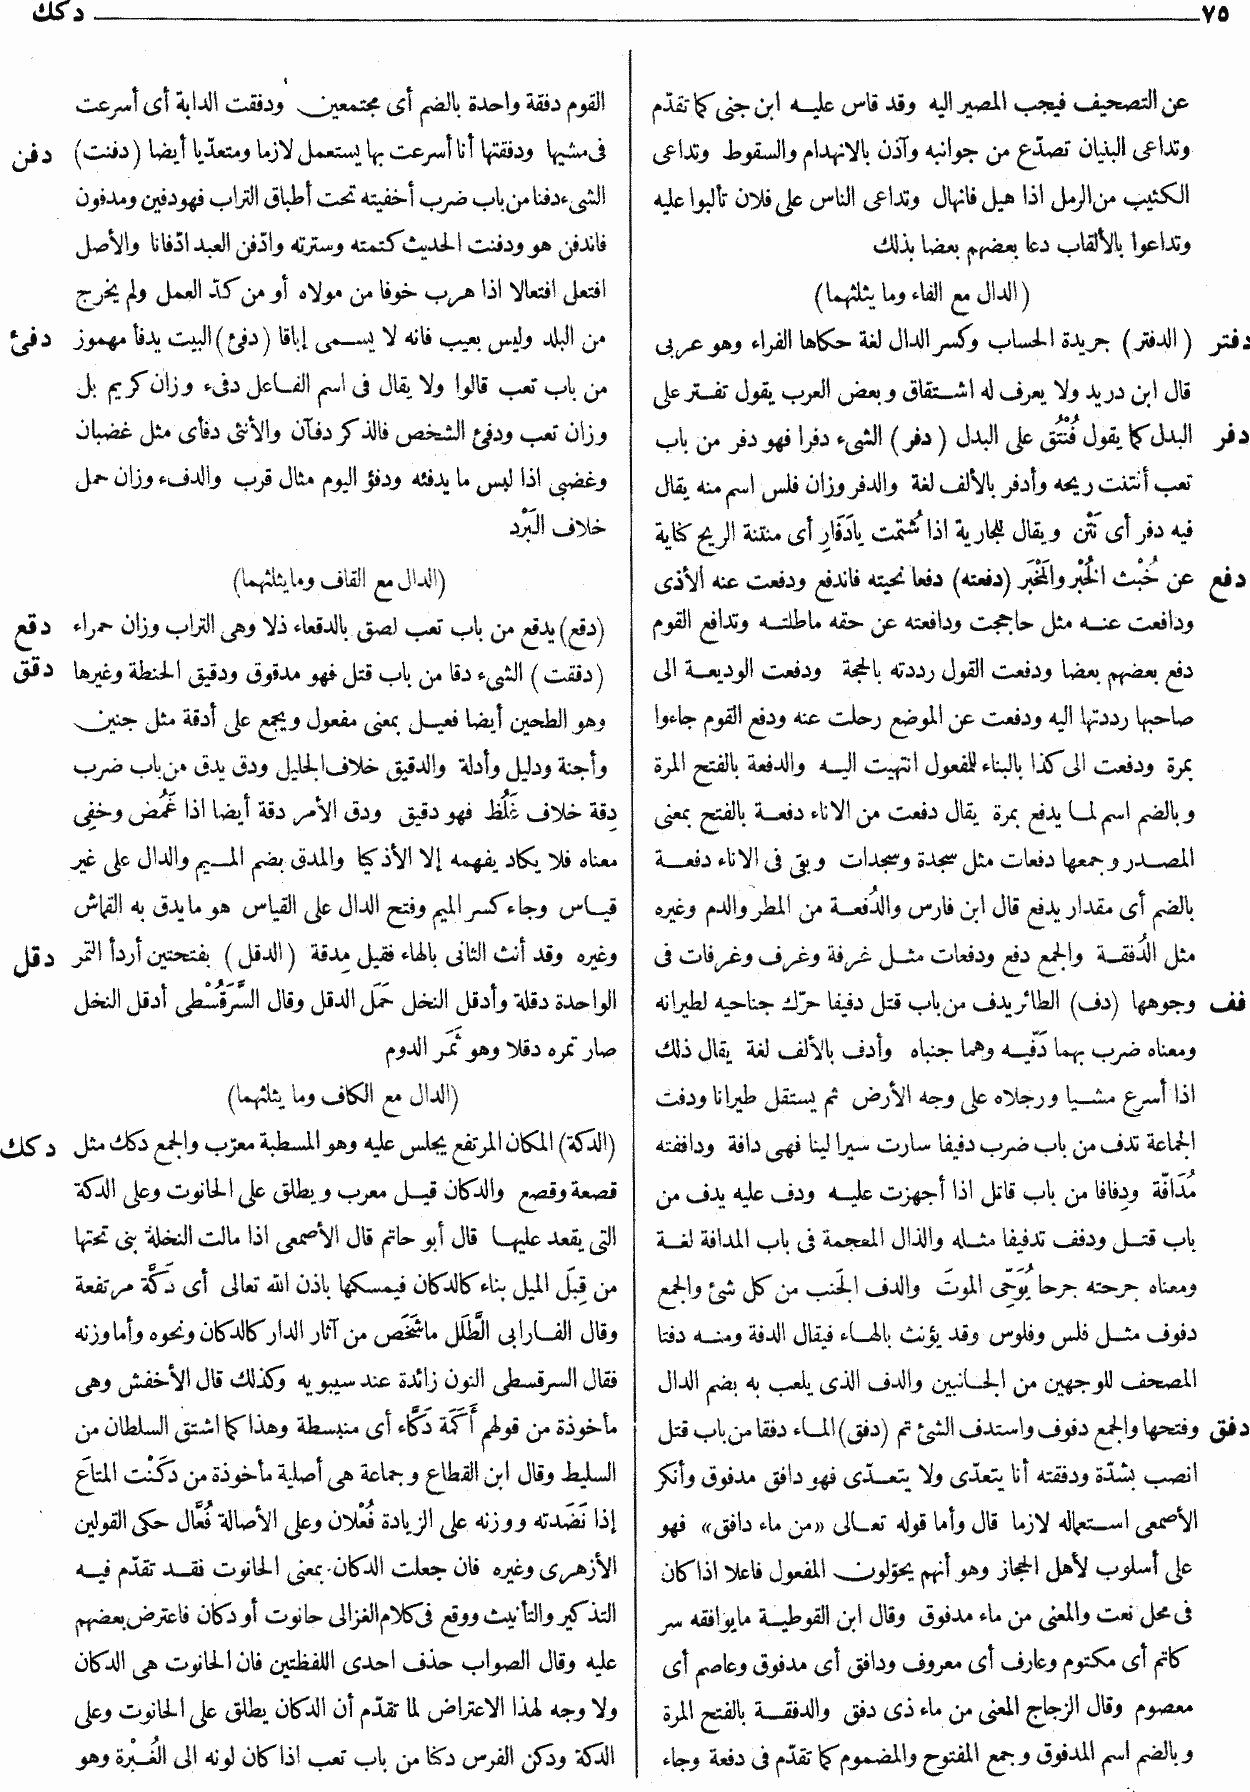 ٧٥ دكك
عن التصحيف فيجب المصير اليه وقد قاس عليه ابن جنى كما تقدّم
وتداعى البنيان تصدّع من جوانبه وآذن بالانهدام والسقوط وتداعى
الكثيب من الرمل اذا هيل فانهال وتداعى الناس على فلان تألبوا عليه
وتداعوا بالألقاب دعا بعضهم بعضا بذلك
(الدال مع الفاء وما يثلثهما)
دفتر (الدفتر) جريدة الحساب وكسر الدال لغة حكاها الفراء وهو عربى
قال ابن دريد ولا يعرف له اشتقاق وبعض العرب يقول تفتر على
دفر البدل كما يقول فُنْتُق على البدل (دفر) الشىء دفرا فهو دفر من باب
تعب أنتنت ريحه وأدفر بالألف لغة والدفر وزان فلس اسم منه يقال
فيه دفر أى نَتْن ويقال للجارية اذا شُتمت يادَفَارِ أى منتنة الريح كناية
دفع عن خُبْث الخُبْر والمَخْبَر (دفعته) دفعا نحيته فاندفع ودفعت عنه الأذى
ودافعت عنه مثل حاججت ودافعته عن حقه ماطلته وتدافع القوم
دفع بعضهم بعضا ودفعت القول رددته بالحجة ودفعت الوديعة الى
صاحبها رددتها اليه ودفعت عن الموضع رحلت عنه ودفع القوم جاءوا
بمرة ودفعت الى كذا بالبناء للمفعول انتهيت اليه والدفعة بالفتح المرة
وبالضم اسم لما يدفع بمرة يقال دفعت من الاناء دفعة بالفتح بمعنى
المصدر وجمعها دفعات مثل سجدة وسجدات وبقى فى الاناء دفعة
بالضم أى مقدار يدفع قال ابن فارس والدُفعة من المطر والدم وغيره
مثل الدُفقة والجمع دفع ودفعات مثل غرفة وغرف وغرفات فى
فف وجوهها (دف) الطائر يدف من باب قتل دفيفا حرّك جناحيه لطيرانه
ومعناه ضرب بهما دَفّيه وهما جنباه وأدف بالألف لغة يقال ذلك
اذا أسرع مشيا ورجلاه على وجه الأرض ثم يستقل طيرانا ودفت
الجماعة تدف من باب ضرب دفيفا سارت سيرا لينا فهى دافة وداففته
مُدَافّة ودِفافا من باب قاتل اذا أجهزت عليه ودف عليه يدف من
باب قتل ودفف تدفيفا مثله والذال المعجمة فى باب المدافة لغة
ومعناه جرحته جرحا يُوَحِّى الموتَ والدف الجَنب من كل شئ والجمع
دفوف مثل فلس وفلوس وقد يؤنث بالهاء فيقال الدفة ومنه دفتا
المصحف للوجهين من الجانبين والدف الذى يلعب به بضم الدال
دفق وفتحها والجمع دفوف واستدف الشئ تم (دفق) الماء دفقا من باب قتل
انصب بشدّة ودفقته أنا يتعدّى ولا يتعدّى فهو دافق مدفوق وأنكر
الأصمعى استعماله لازما قال وأما قوله تعالى «من ماء دافق» فهو
على أسلوب لأهل الحجاز وهو أنهم يحوّلون المفعول فاعلا اذا كان
فى محل نعت والمعنى من ماء مدفوق وقال ابن القوطية مايوافقه سر
كاتم أى مكتوم وعارف أى معروف ودافق أى مدفوق وعاصم أى
معصوم وقال الزجاج المعنى من ماء ذى دفق والدفقة بالفتح المرة
وبالضم اسم المدفوق وجمع المفتوح والمضموم كما تقدّم فى دفعة وجاء
القوم دفقة واحدة بالضم أى مجتمعين ودفقت الدابة أى أسرعت
فى مشيها ودفقتها أنا أسرعت بها يستعمل لازما ومتعدّيا أيضا (دفنت) دفن
الشىء دفنا من باب ضرب أخفيته تحت أطباق التراب فهو دفين ومدفون
فاندفن هو ودفنت الحديث كتمته وسترته وادّفن العبد ادّفانا والأصل
افتعلى افتعالا اذا هرب خوفا من مولاه أو من كدّ العمل ولم يخرج
من البلد وليس بعيب فانه لا يسمى إباقا (دفئ) البيت يدفأ مهموز دفئ
من باب تعب قالوا ولا يقال فى اسم الفاعل دفىء وزان كريم بل
وزان تعب ودفئ الشخص فالذكر دفآن والأنثى دفأى مثل غضبان
وغضبى اذا لبس ما يدفئه ودفؤ اليوم مثال قرب والدفء وزان حمل
خلاف البَرْد
(الدال مع القاف وما يثلثهما)
(دقع) يدقع من باب تعب لصق بالدقعاء ذلا وهى التراب وزان حمراء دقع
(دققت) الشىء دقا من باب قتل فهو مدقوق ودقيق الحنطة وغيرها دقق
وهو الطحين أيضا فعيل بمعنى مفعول ويجمع على أدقة مثل جنين
وأجنة ودليل وأدلة والدقيق خلاف الجليل ودق يدق من باب ضرب
دِقة خلاف غَلُظ فهو دقيق ودق الأمر دقة أيضا اذا غَمُض وخفِى
معناه فلا يكاد يفهمه إلا الأذكيا والمدق بضم الميم والدال على غير
قياس وجاء كسر الميم وفتح الدال على القياس هو ما يدق به القماش
وغيره وقد أنث الثانى بالهاء فقيل مِدقة (الدقل) بفتحتين أردأ التمر دقل
الواحدة دقلة وأدقل النخل حَمَل الدقل وقال السَّرَقُسْطى أدقل النخل
صار تمره دقلا وهو ثَمَر الدوم
(الدال مع الكاف وما يثلثهما)
(الدكة) المكان المرتفع يجلس عليه وهو المسطبة معرّب والجمع دكك مثل دكك
قصعة وقصع والدكان قيل معرب ويطلق على الحانوت وعلى الدكة
التى يقعد عليها قال أبو حاتم قال الأصمعى اذا مالت النخلة بنى تحتها
من قِبَل الميل بناء كالدكان فيمسكها باذن الله تعالى أى دَكَّة مرتفعة
وقال الفارابى الطَّلَل ماشَخَص من آثار الدار كالدكان ونحوه وأما وزنه
فقال السرقسطى النون زائدة عند سيبويه وكذلك قال الأخفش وهى
مأخوذة من قولهم أَكَمَة دَكَّاء أى منبسطة وهذا كما اشتق السلطان من
السليط وقال ابن القطاع وجماعة هى أصلية مأخوذة من دكَنْت المتاعَ
إذا نَضَدته ووزنه على الزيادة فُعْلان وعلى الأصالة فُعَّال حكى القولين
الأزهرى وغيره فان جعلت الدكان بمعنى الحانوت فقد تقدّم فيه
التذكير والتأنيث ووقع فى كلام الغزالى حانوت أو دكان فاعترض بعضهم
عليه وقال الصواب حذف احدى اللفظتين فان الحانوت هى الدكان
ولا وجه لهذا الاعتراض لما تقدّم أن الدكان يطلق على الحانوت وعلى
الدكة ودكن الفرس دكنا من باب تعب اذا كان لونه الى الغُبْرة وهو